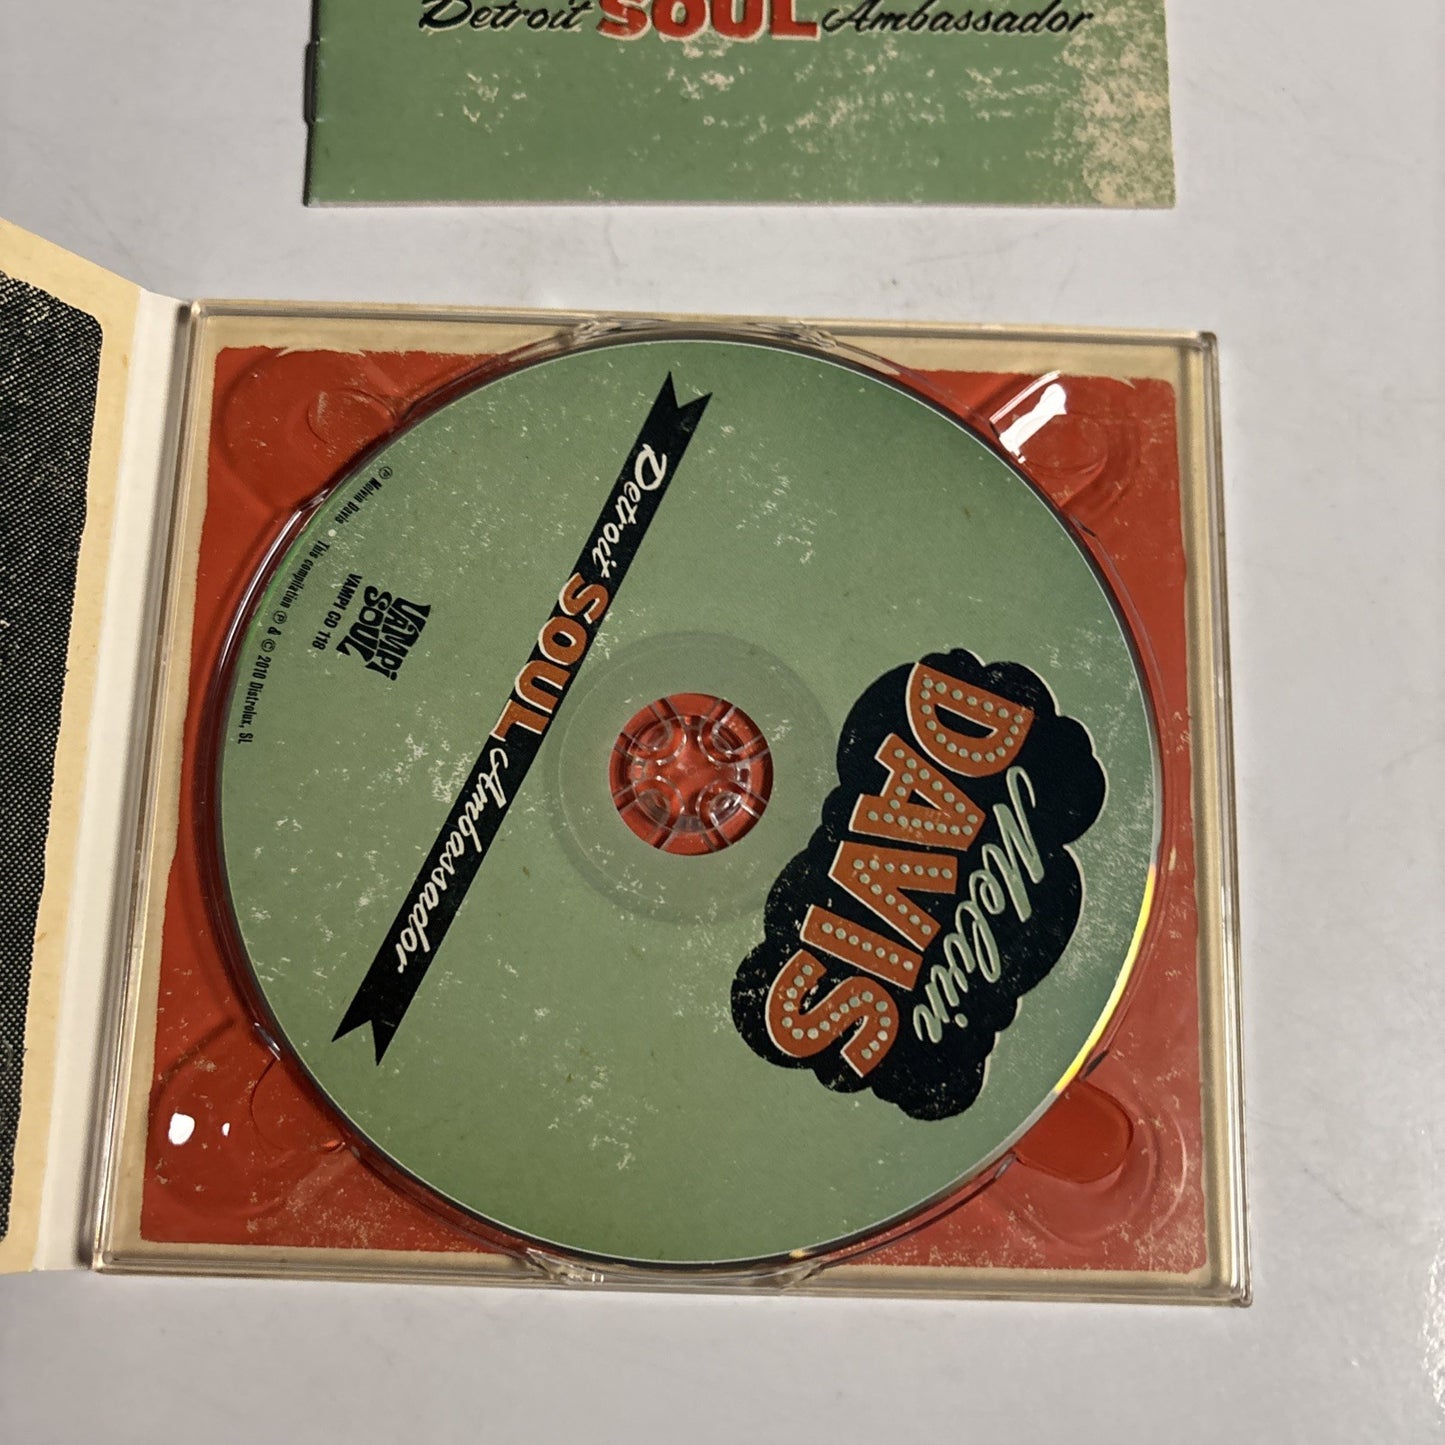 Detroit SOUL Ambassador
Melvin
DAVIS
Detroit SOUL Ambassador
VAMPI
SOUL
VAMPI CD 118
℗ Melvin Davis • This compilation ℗ & © 2010 Distrolux, SL